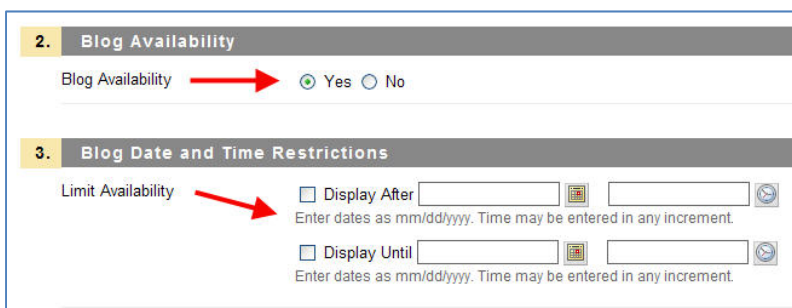 2. Blog Availability
Blog Availability Yes No
3. Blog Date and Time Restrictions
Limit Availability Display After
Enter dates as mm/dd/yyyy. Time may be entered in any increment.
Display Until
Enter dates as mm/dd/yyyy. Time may be entered in any increment.